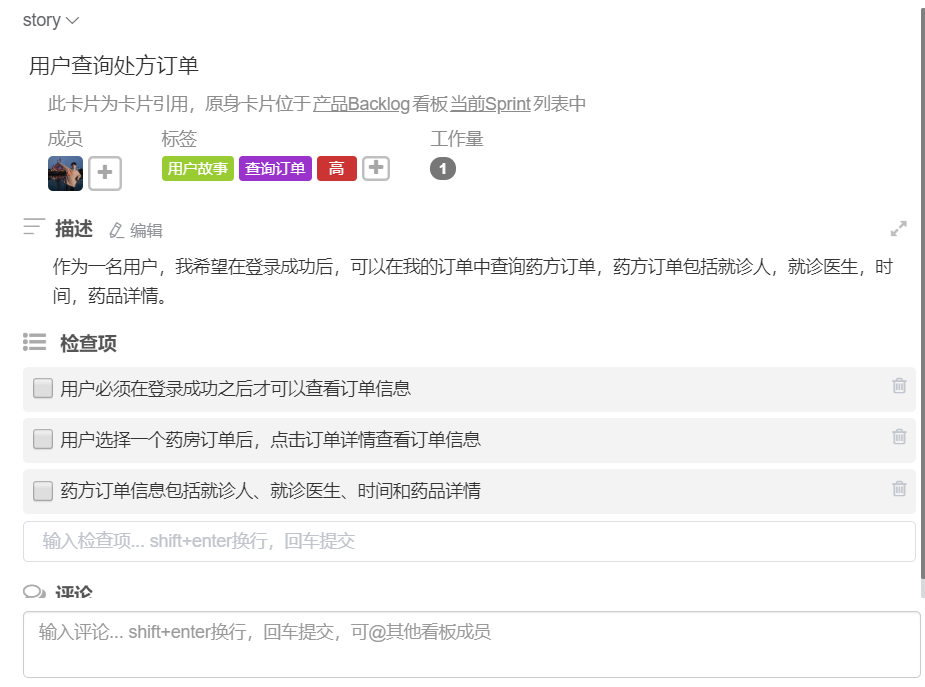 story
用户查询处方订单
此卡片为卡片引用，原身卡片位于产品Backlog看板当前Sprint列表中
成员 标签 工作量
用户故事 查询订单 高 1
描述 编辑
作为一名用户，我希望在登录成功后，可以在我的订单中查询药方订单，药方订单包括就诊人，就诊医生，时
间，药品详情。
检查项
用户必须在登录成功之后才可以查看订单信息
用户选择一个药房订单后，点击订单详情查看订单信息
药方订单信息包括就诊人、就诊医生、时间和药品详情
输入检查项... shift+enter换行，回车提交
评论
输入评论... shift+enter换行，回车提交，可@其他看板成员